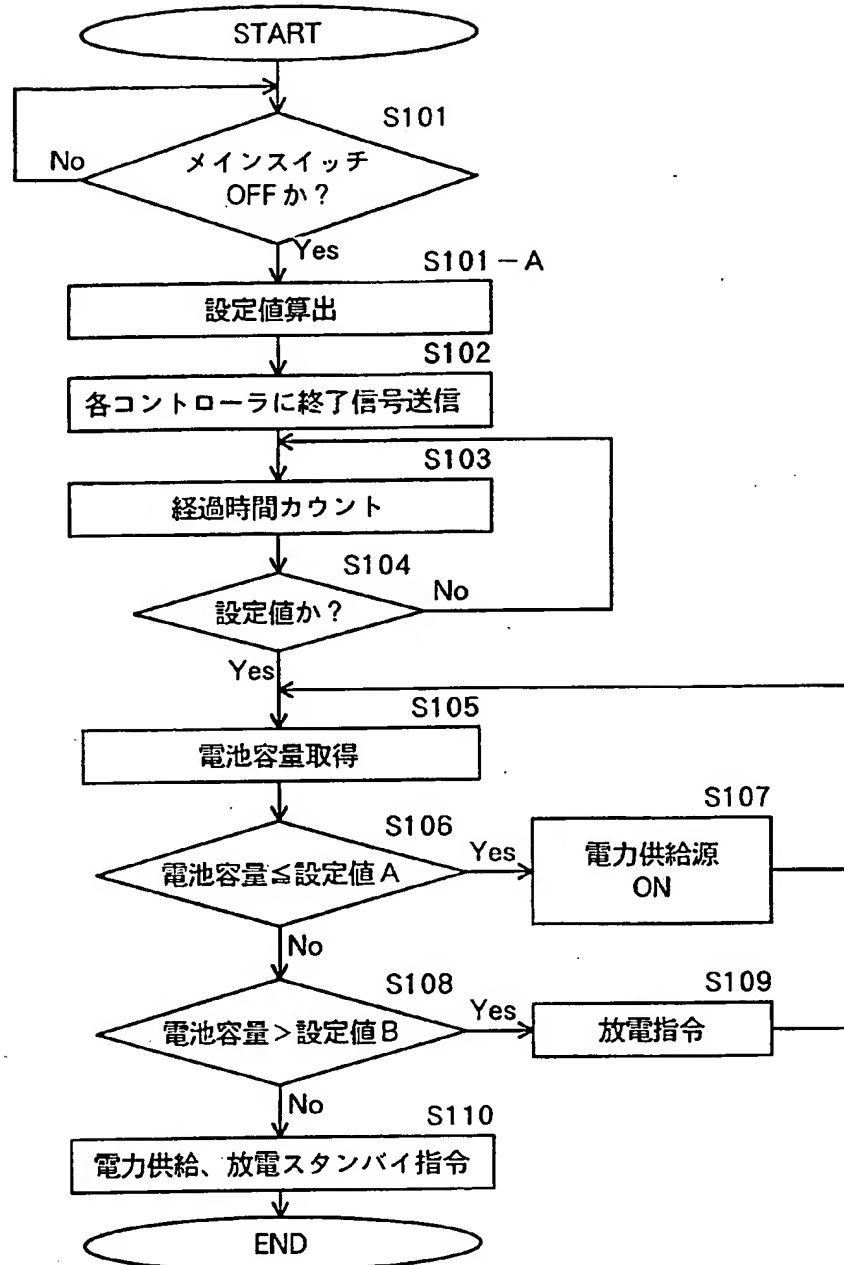 START
S101
No
メインスイッチ
OFFか?
Yes
S101-A
設定値算出
S102
各コントローラに終了信号送信
S103
経過時間カウント
S104
設定値か?
No
Yes
S105
電池容量取得
S106
電池容量≦設定値A
Yes
S107
電力供給源
ON
No
S108
電池容量>設定値B
Yes
S109
放電指令
No
S110
電力供給、放電スタンバイ指令
END